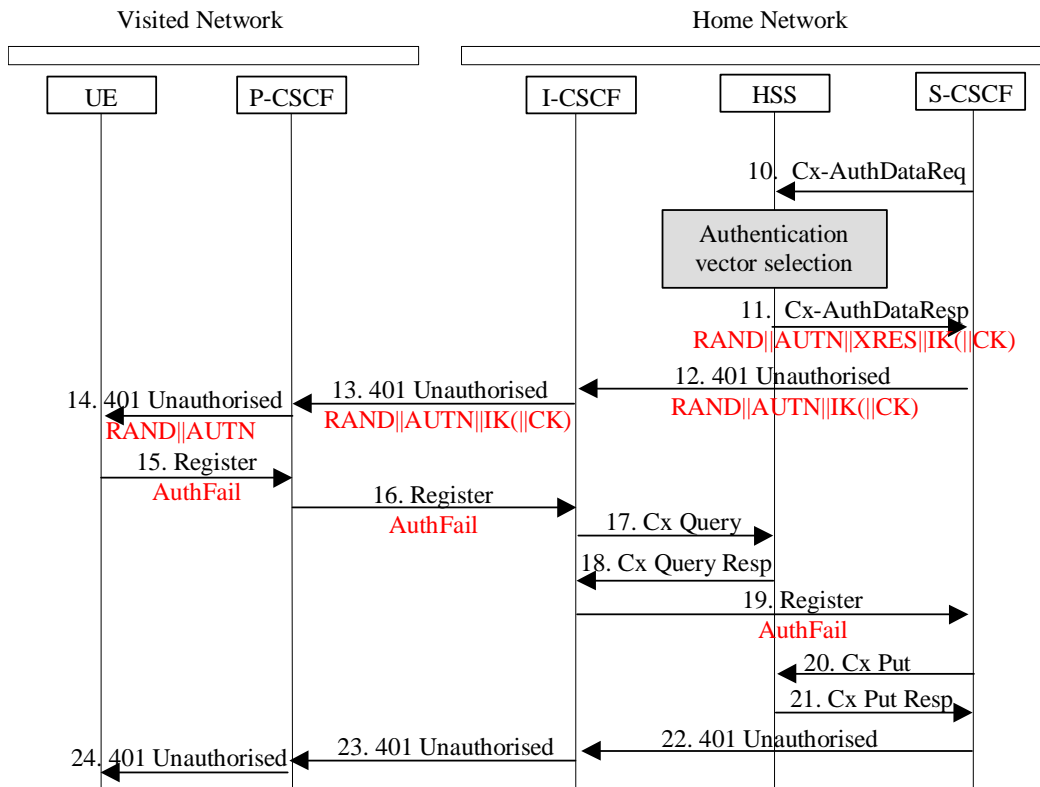 Visited Network
Home Network
UE
P-CSCF
I-CSCF
HSS
S-CSCF
10. Cx-AuthDataReq
Authentication
vector selection
11. Cx-AuthDataResp
RAND||AUTN||XRES||IK(||CK)
12. 401 Unauthorised
RAND||AUTN||IK(||CK)
13. 401 Unauthorised
RAND||AUTN||IK(||CK)
14. 401 Unauthorised
RAND||AUTN
15. Register
AuthFail
16. Register
AuthFail
17. Cx Query
18. Cx Query Resp
19. Register
AuthFail
20. Cx Put
21. Cx Put Resp
22. 401 Unauthorised
23. 401 Unauthorised
24. 401 Unauthorised